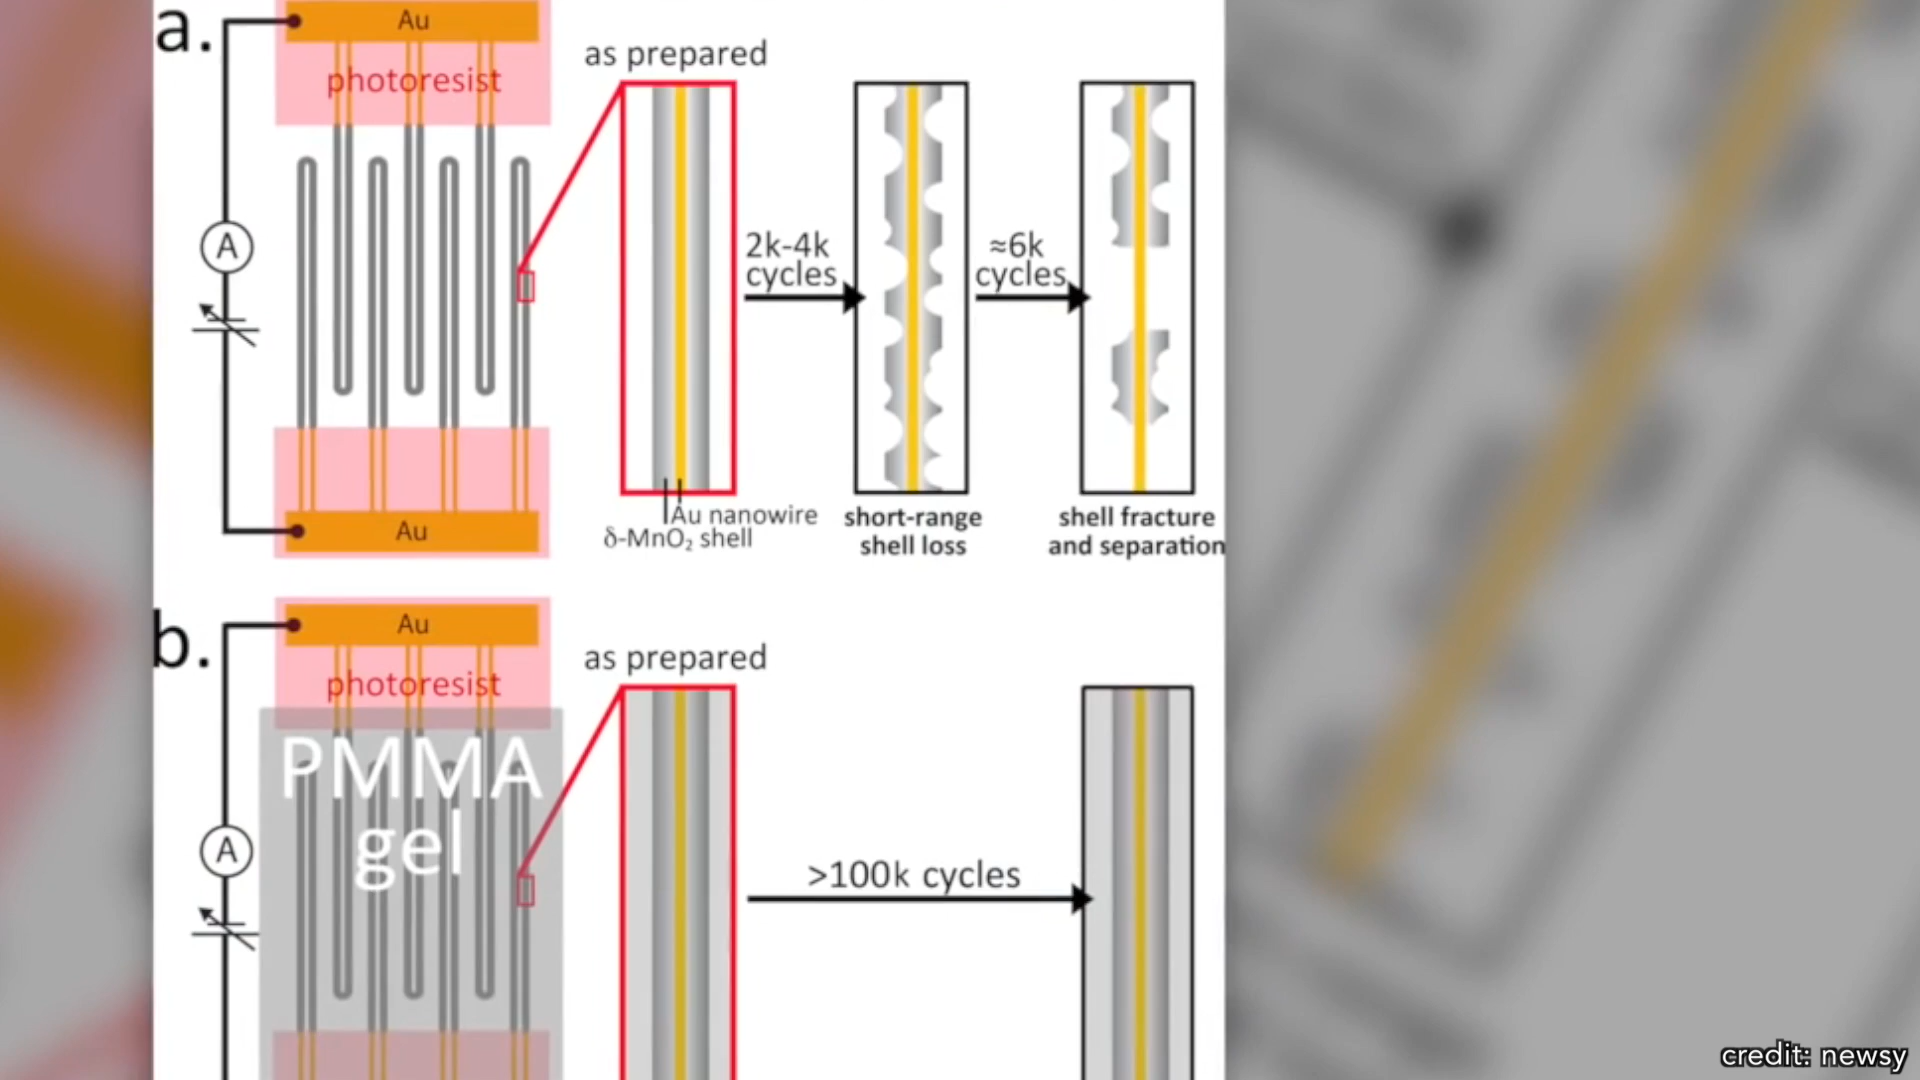 a.
Au
photoresist
as prepared
2k-4k
cycles
≈6k
cycles
Au nanowire
δ-MnO₂ shell
short-range
shell loss
shell fracture
and separation
Au
b.
Au
photoresist
as prepared
PMMA
gel
A
A
>100k cycles
credit: newsy